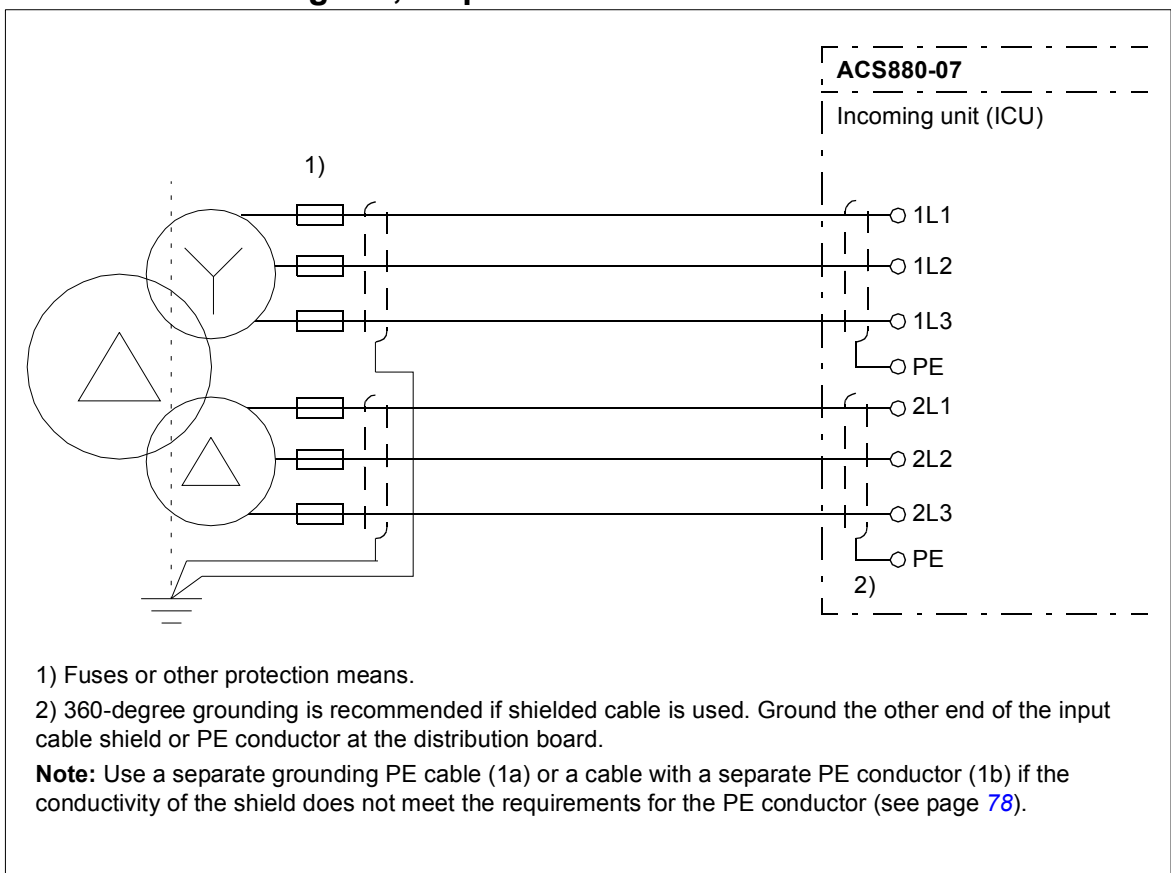 ACS880-07
Incoming unit (ICU)
1)
1L1
1L2
1L3
PE
2L1
2L2
2L3
PE
2)
1) Fuses or other protection means.
2) 360-degree grounding is recommended if shielded cable is used. Ground the other end of the input
cable shield or PE conductor at the distribution board.
Note: Use a separate grounding PE cable (1a) or a cable with a separate PE conductor (1b) if the
conductivity of the shield does not meet the requirements for the PE conductor (see page 78).